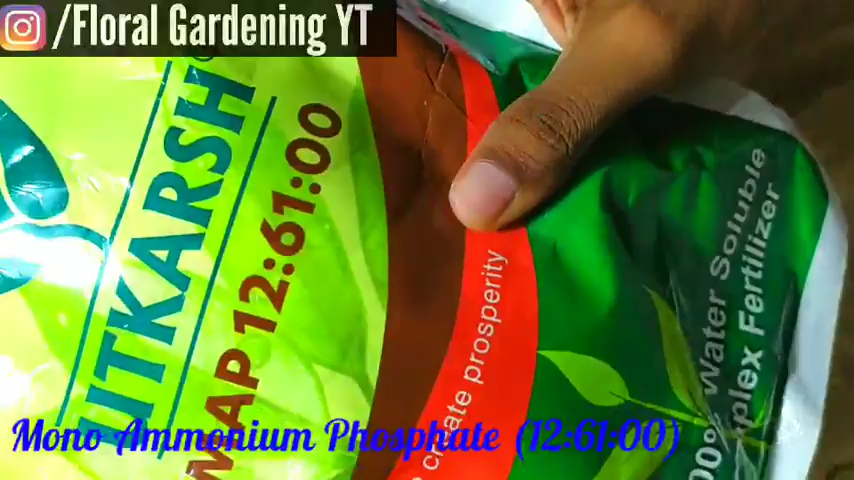 /Floral Gardening YT
UTKARSH
MAP 12:61:00
create prosperity
100% Water Soluble
plex Fertilizer
Mono Ammonium Phosphate (12:61:00)